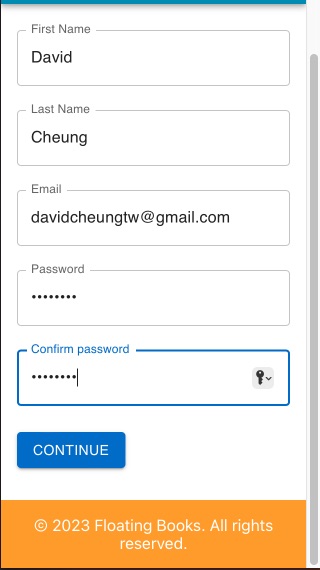 First Name
David
Last Name
Cheung
Email
davidcheungtw@gmail.com
Password
••••••••
Confirm password
••••••••
CONTINUE
© 2023 Floating Books. All rights
reserved.